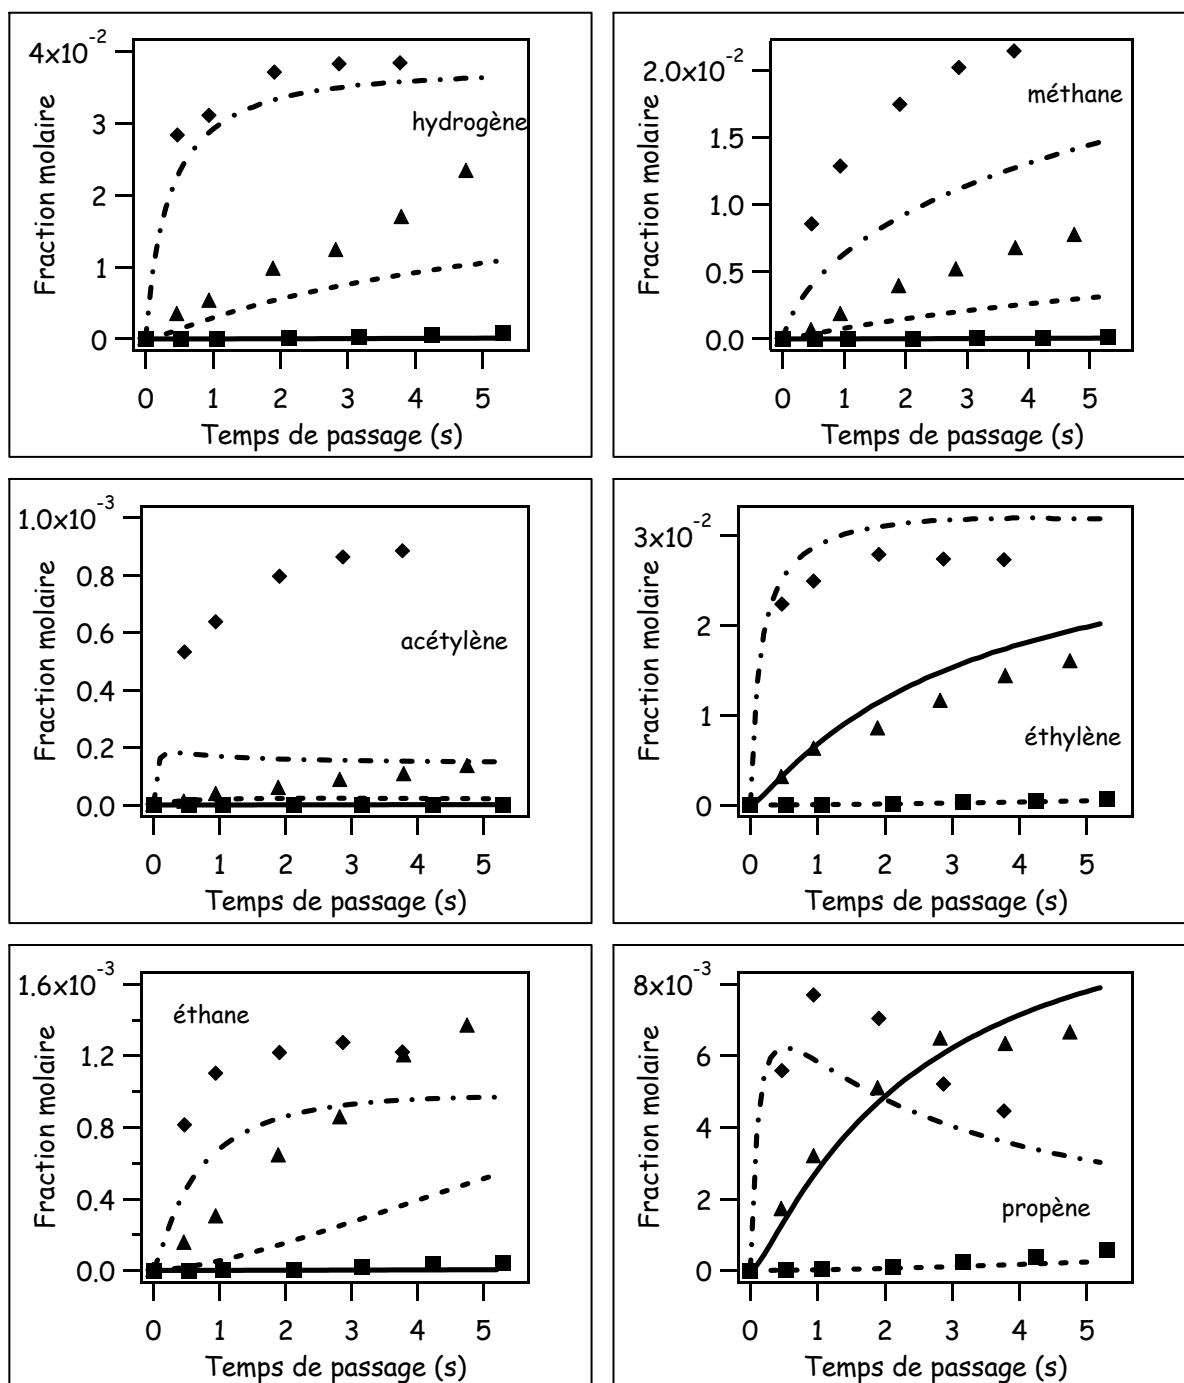 4x10-2
3
2
1
0
Fraction molaire
hydrogène
0 1 2 3 4 5
Temps de passage (s)
2.0x10-2
1.5
1.0
0.5
0.0
Fraction molaire
méthane
0 1 2 3 4 5
Temps de passage (s)
1.0x10-3
0.8
0.6
0.4
0.2
0.0
Fraction molaire
acétylène
0 1 2 3 4 5
Temps de passage (s)
3x10-2
2
1
0
Fraction molaire
éthylène
0 1 2 3 4 5
Temps de passage (s)
1.6x10-3
1.2
0.8
0.4
0.0
Fraction molaire
éthane
0 1 2 3 4 5
Temps de passage (s)
8x10-3
6
4
2
0
Fraction molaire
propène
0 1 2 3 4 5
Temps de passage (s)